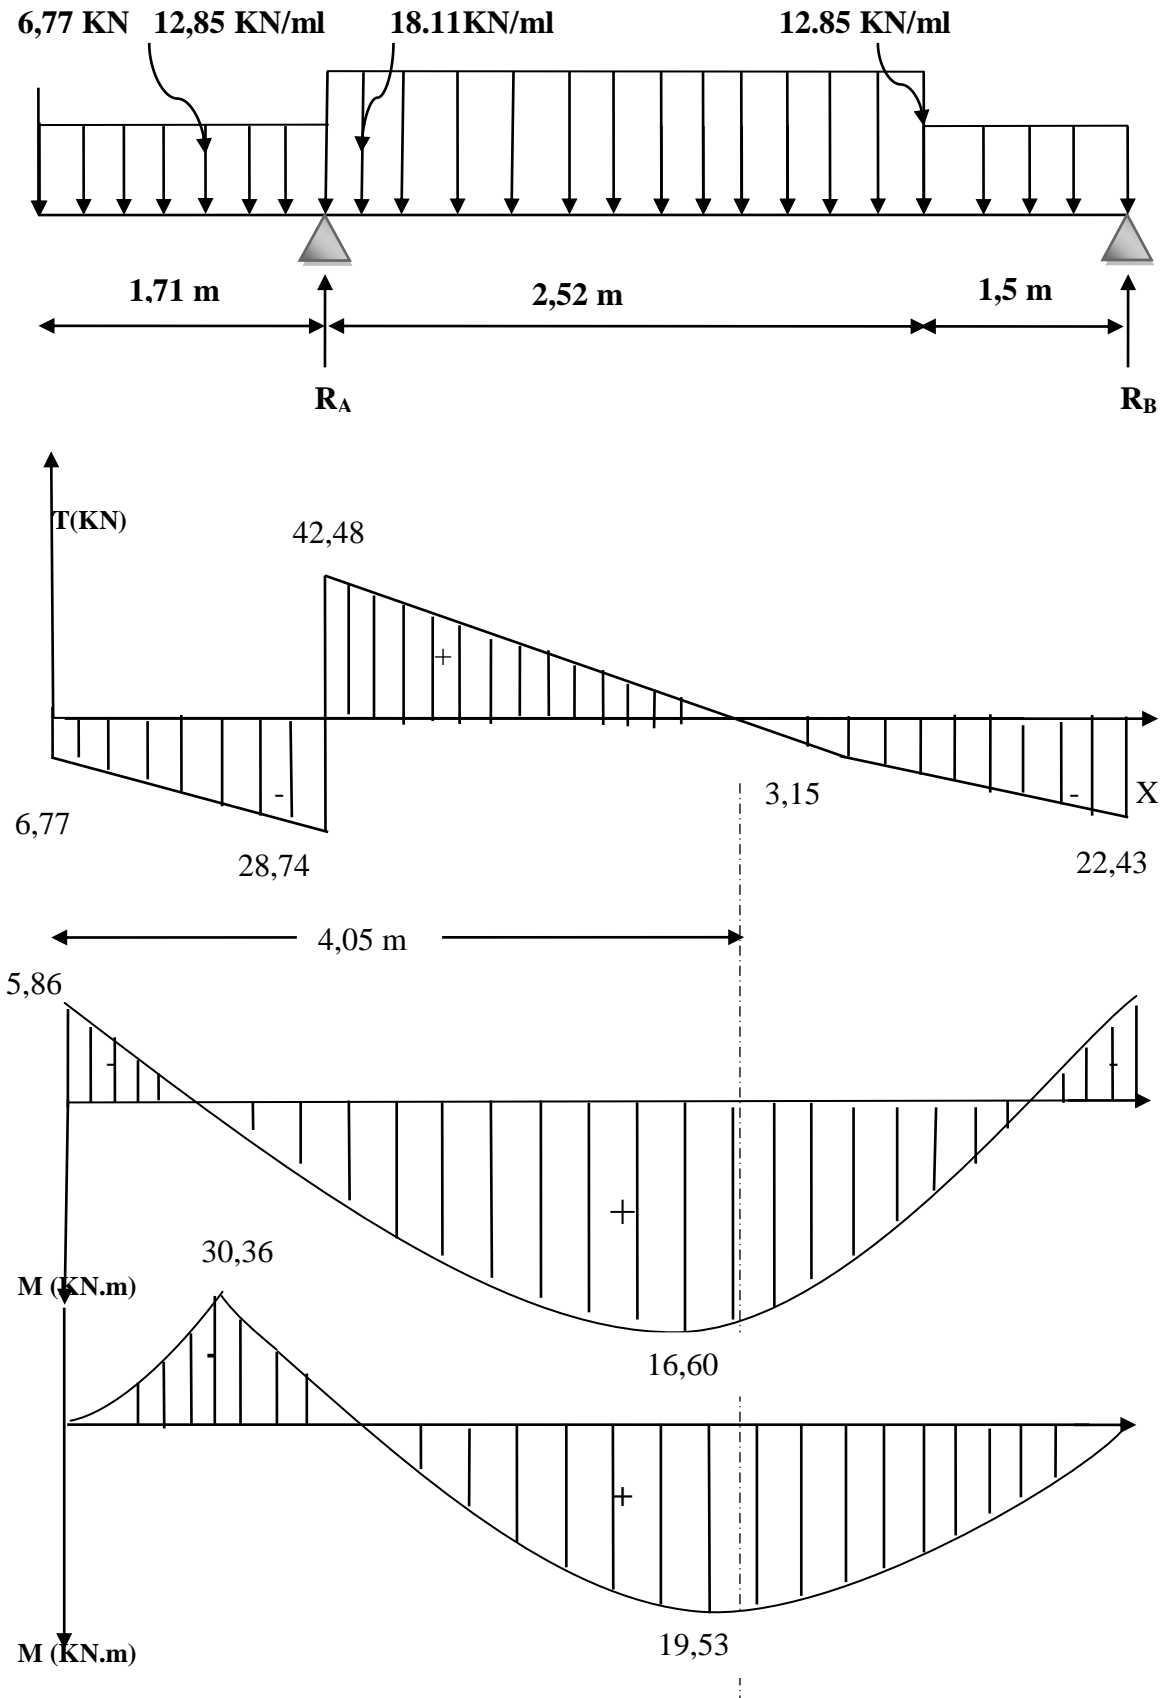 6,77 KN 12,85 KN/ml 18.11KN/ml 12.85 KN/ml
1,71 m 2,52 m 1,5 m
RA RB
T(KN)
42,48
+
- - X
3,15
6,77
28,74 22,43
4,05 m
5,86
- -
+
30,36
M (KN.m)
16,60
-
+
19,53
M (KN.m)